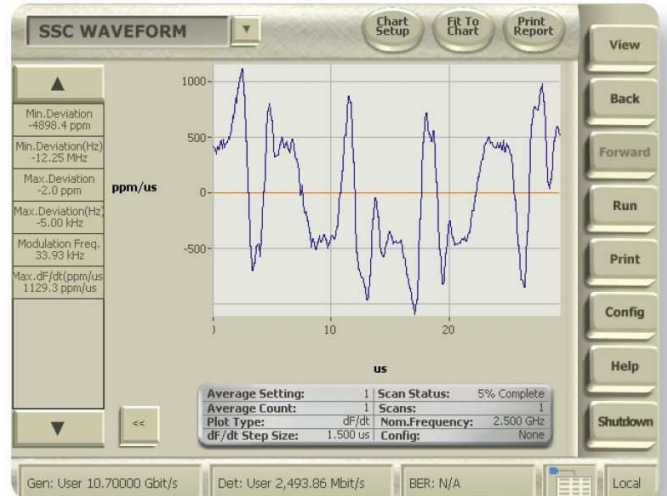 SSC WAVEFORM
Chart Setup
Fit To Chart
Print Report
View
Back
Forward
Run
Print
Config
Help
Shutdown
Min.Deviation
-4898.4 ppm
Min.Deviation(Hz)
-12.25 MHz
Max.Deviation
-2.0 ppm
Max.Deviation(Hz)
-5.00 kHz
Modulation Freq.
33.93 kHz
Max.dF/dt(ppm/us
1129.3 ppm/us
<<
ppm/us
1000
500
0
-500
10
20
us
Average Setting: 1 Scan Status: 5% Complete
Average Count: 1 Scans: 1
Plot Type: dF/dt Nom.Frequency: 2.500 GHz
dF/dt Step Size: 1.500 us Config: None
Gen: User 10.70000 Gbit/s
Det: User 2,493.86 Mbit/s
BER: N/A
Local